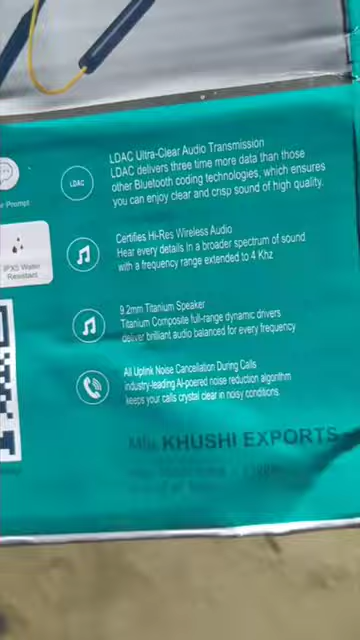 LDAC Ultra-Clear Audio Transmission
LDAC delivers three time more data than those
other Bluetooth coding technologies, which ensures
you can enjoy clear and crisp sound of high quality.
LDAC
Prompt
Certifies Hi-Res Wireless Audio
Hear every details in a broader spectrum of sound
with a frequency range extended to 4 Khz
IPX5 Water
Resistant
9.2mm Titanium Speaker
Titanium Composite full-range dynamic drivers
deliver brilliant audio balanced for every frequency
All Uplink Noise Cancellation During Calls
industry-leading AI-poered noise reduction algorithm
keeps your calls crystal clear in noisy conditions.
KHUSHI EXPORTS